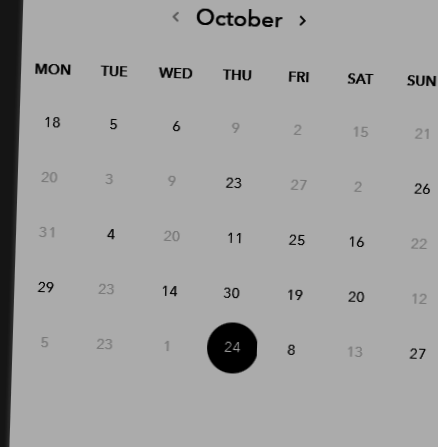 ‹ October ›
MON TUE WED THU FRI SAT SUN
18 5 6 9 2 15 21
20 3 9 23 27 2 26
31 4 20 11 25 16 22
29 23 14 30 19 20 12
5 23 1 24 8 13 27